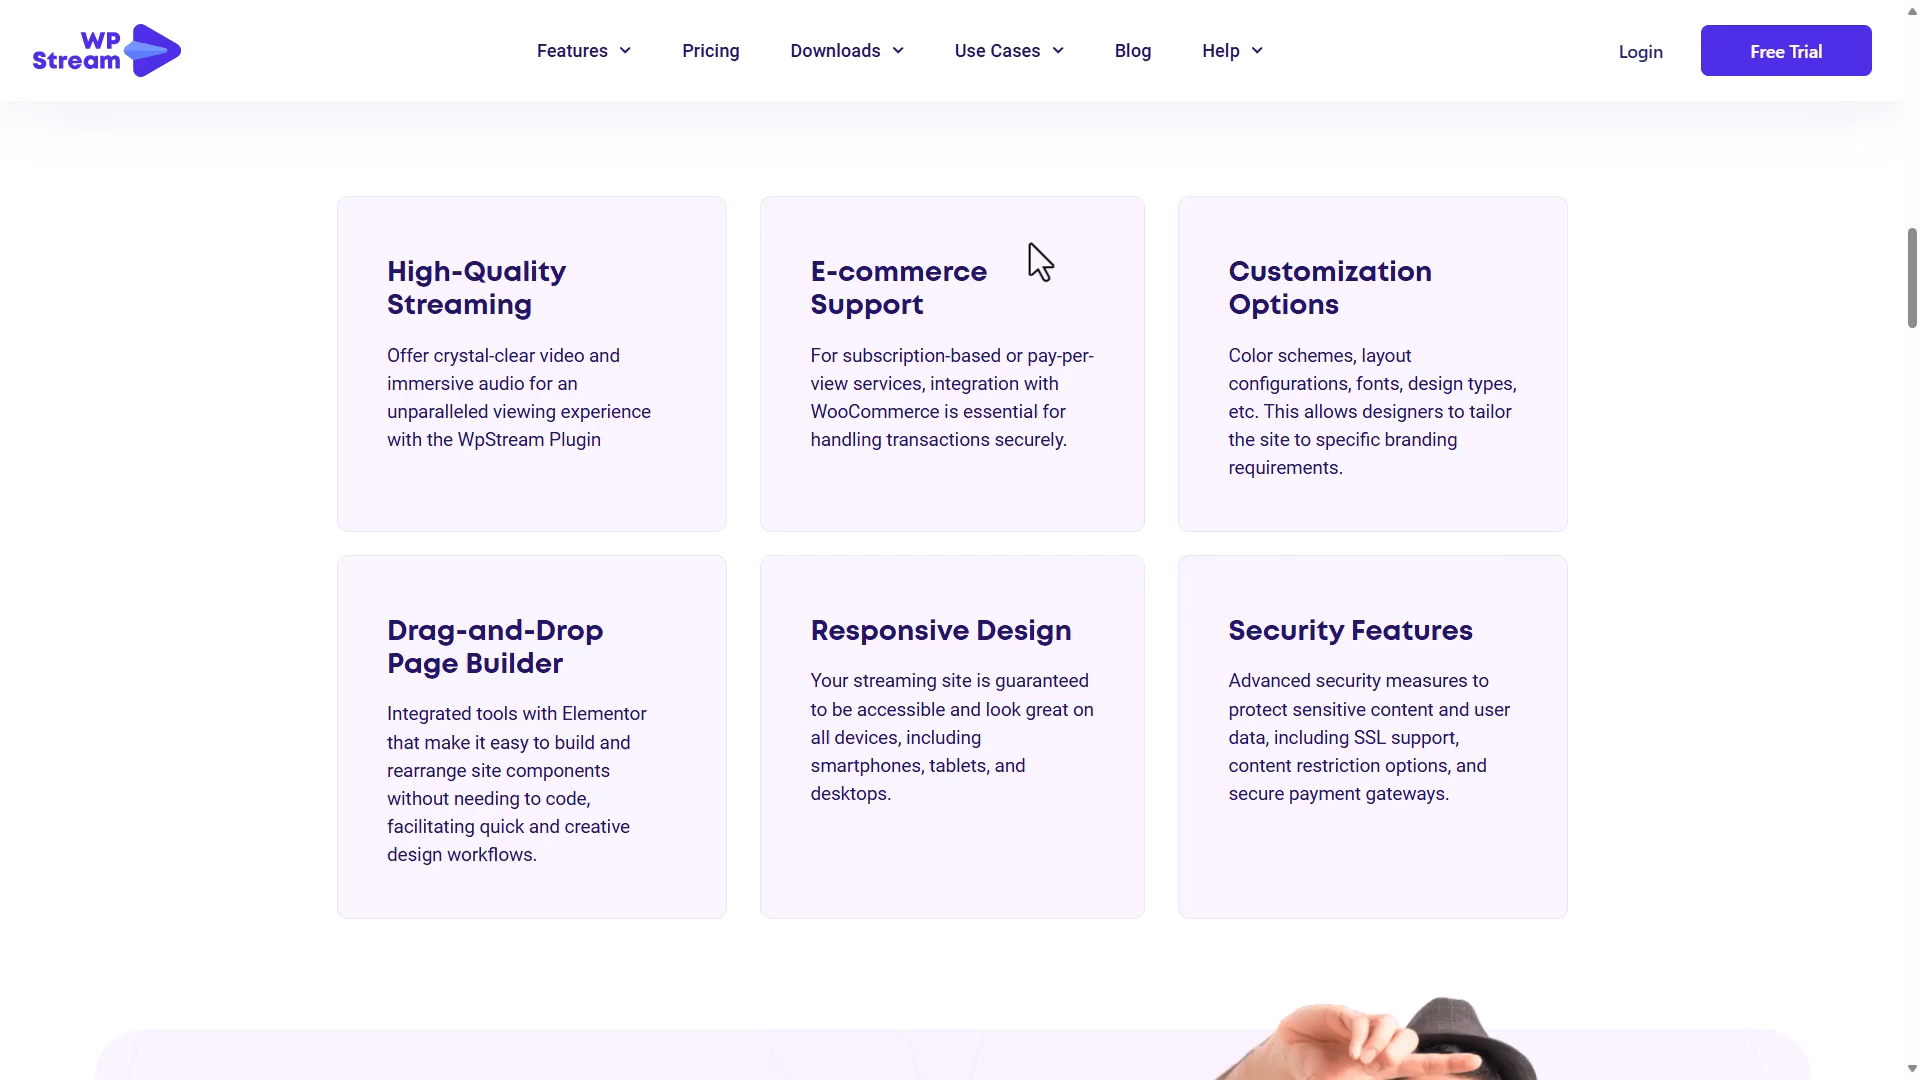 WP
Stream
Features
Pricing
Downloads
Use Cases
Blog
Help
Login
Free Trial
High-Quality
Streaming
Offer crystal-clear video and
immersive audio for an
unparalleled viewing experience
with the WpStream Plugin
E-commerce
Support
For subscription-based or pay-per-
view services, integration with
WooCommerce is essential for
handling transactions securely.
Customization
Options
Color schemes, layout
configurations, fonts, design types,
etc. This allows designers to tailor
the site to specific branding
requirements.
Drag-and-Drop
Page Builder
Integrated tools with Elementor
that make it easy to build and
rearrange site components
without needing to code,
facilitating quick and creative
design workflows.
Responsive Design
Your streaming site is guaranteed
to be accessible and look great on
all devices, including
smartphones, tablets, and
desktops.
Security Features
Advanced security measures to
protect sensitive content and user
data, including SSL support,
content restriction options, and
secure payment gateways.